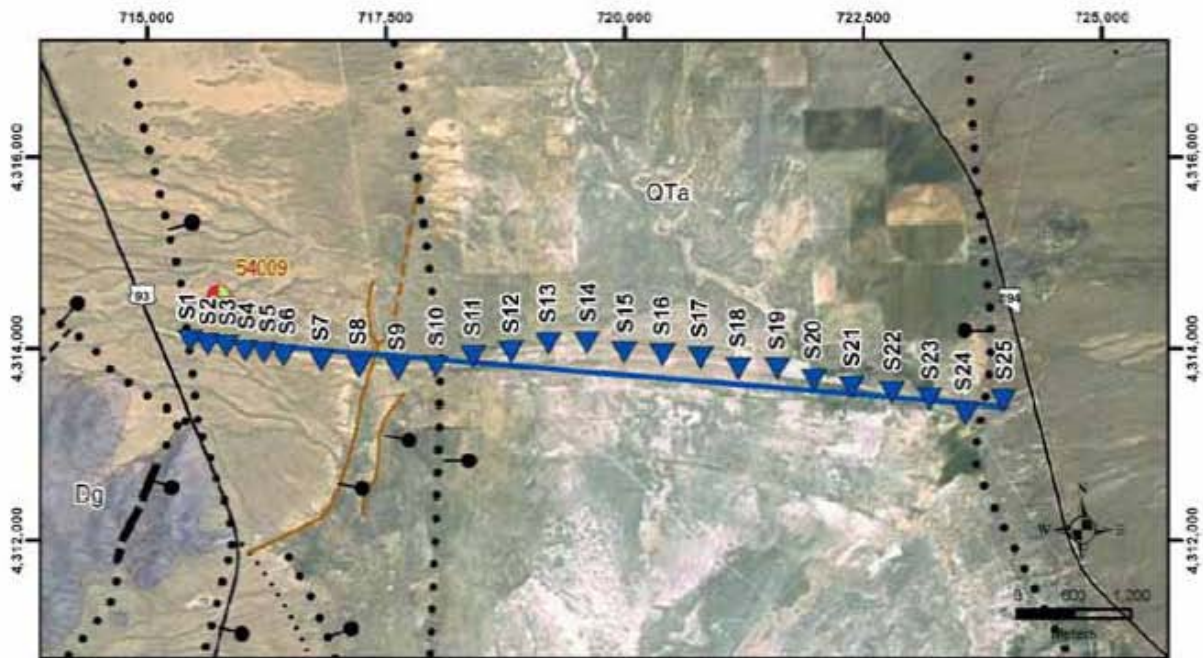 715,000 717,500 720,000 722,500 725,000
4,316,000 4,316,000
QTa
54009
93
S1 S2 S3 S4 S5 S6 S7 S8 S9 S10 S11 S12 S13 S14 S15 S16 S17 S18 S19 S20 S21 S22 S23 S24 S25
4,314,000 4,314,000
Dg
N
W E
S
4,312,000 4,312,000
1,200
Meters